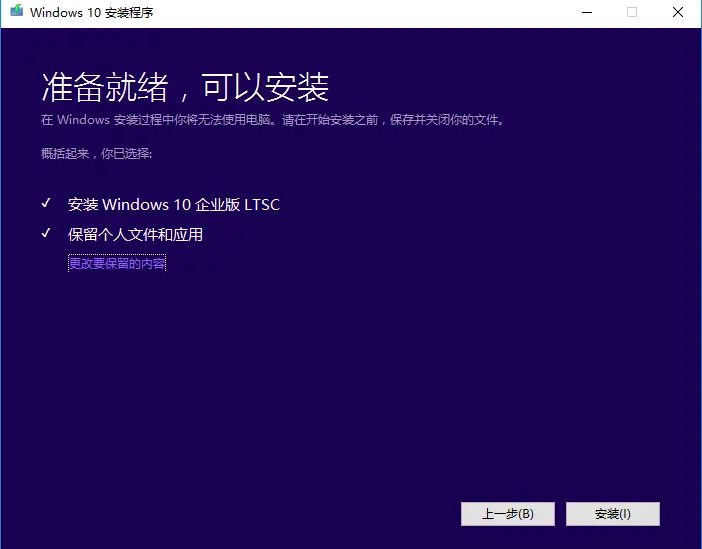 Windows 10 安装程序
准备就绪，可以安装
在 Windows 安装过程中你将无法使用电脑。请在开始安装之前，保存并关闭你的文件。
概括起来，你已选择:
✓ 安装 Windows 10 企业版 LTSC
✓ 保留个人文件和应用
更改要保留的内容
上一步(B) 安装(I)